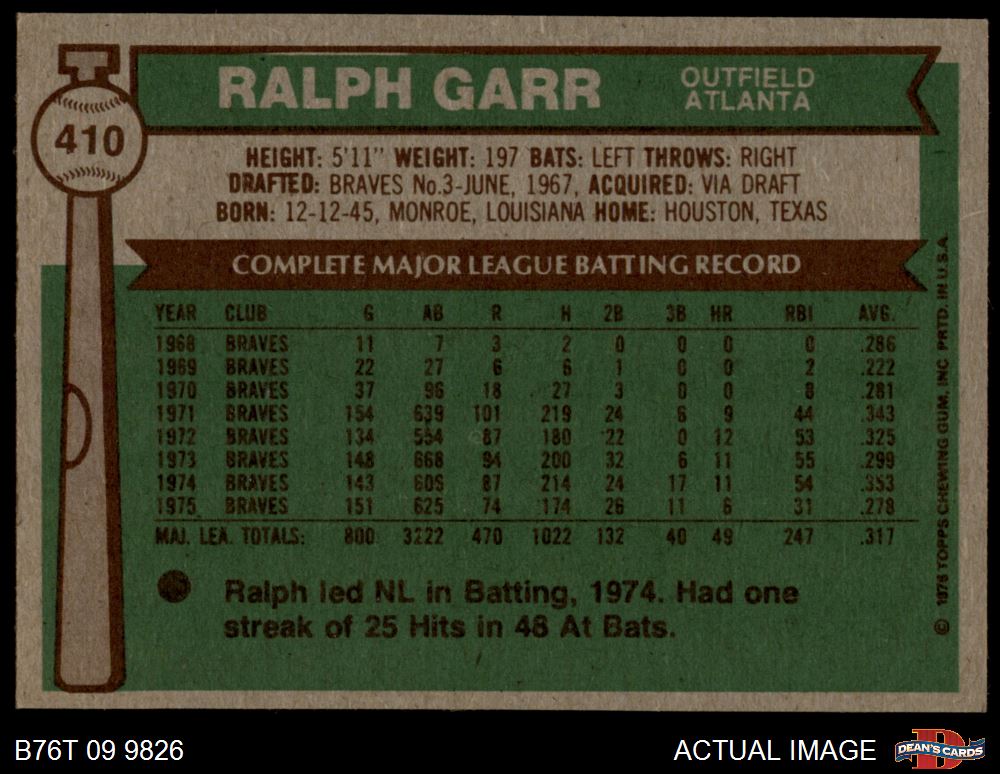 410
RALPH GARR OUTFIELD
ATLANTA
HEIGHT: 5'11" WEIGHT: 197 BATS: LEFT THROWS: RIGHT
DRAFTED: BRAVES No.3-JUNE, 1967, ACQUIRED: VIA DRAFT
BORN: 12-12-45, MONROE, LOUISIANA HOME: HOUSTON, TEXAS
COMPLETE MAJOR LEAGUE BATTING RECORD
YEAR CLUB G AB R H 2B 3B HR RBI AVG.
1968 BRAVES 11 7 3 2 0 0 0 0 .286
1969 BRAVES 22 27 6 6 1 0 0 2 .222
1970 BRAVES 37 96 18 27 3 0 0 8 .281
1971 BRAVES 154 639 101 219 24 6 9 44 .343
1972 BRAVES 134 554 87 180 22 0 12 53 .325
1973 BRAVES 148 668 94 200 32 6 11 55 .299
1974 BRAVES 143 606 87 214 24 17 11 54 .353
1975 BRAVES 151 625 74 174 26 11 6 31 .278
MAJ. LEA. TOTALS: 800 3222 470 1022 132 40 49 247 .317
Ralph led NL in Batting, 1974. Had one
streak of 25 Hits in 48 At Bats.
© 1976 TOPPS CHEWING GUM, INC PRTD. IN U.S.A.
B76T 09 9826 ACTUAL IMAGE DEAN'S CARDS